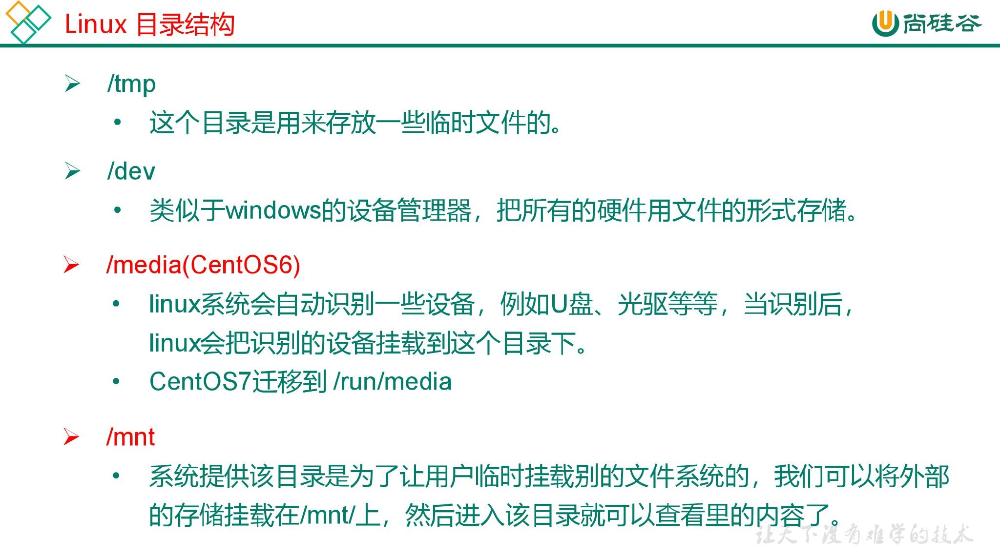 Linux 目录结构
尚硅谷
/tmp
• 这个目录是用来存放一些临时文件的。
/dev
• 类似于windows的设备管理器，把所有的硬件用文件的形式存储。
/media(CentOS6)
• linux系统会自动识别一些设备，例如U盘、光驱等等，当识别后，
linux会把识别的设备挂载到这个目录下。
• CentOS7迁移到 /run/media
/mnt
• 系统提供该目录是为了让用户临时挂载别的文件系统的，我们可以将外部
的存储挂载在/mnt/上，然后进入该目录就可以查看里的内容了。
让天下没有难学的技术